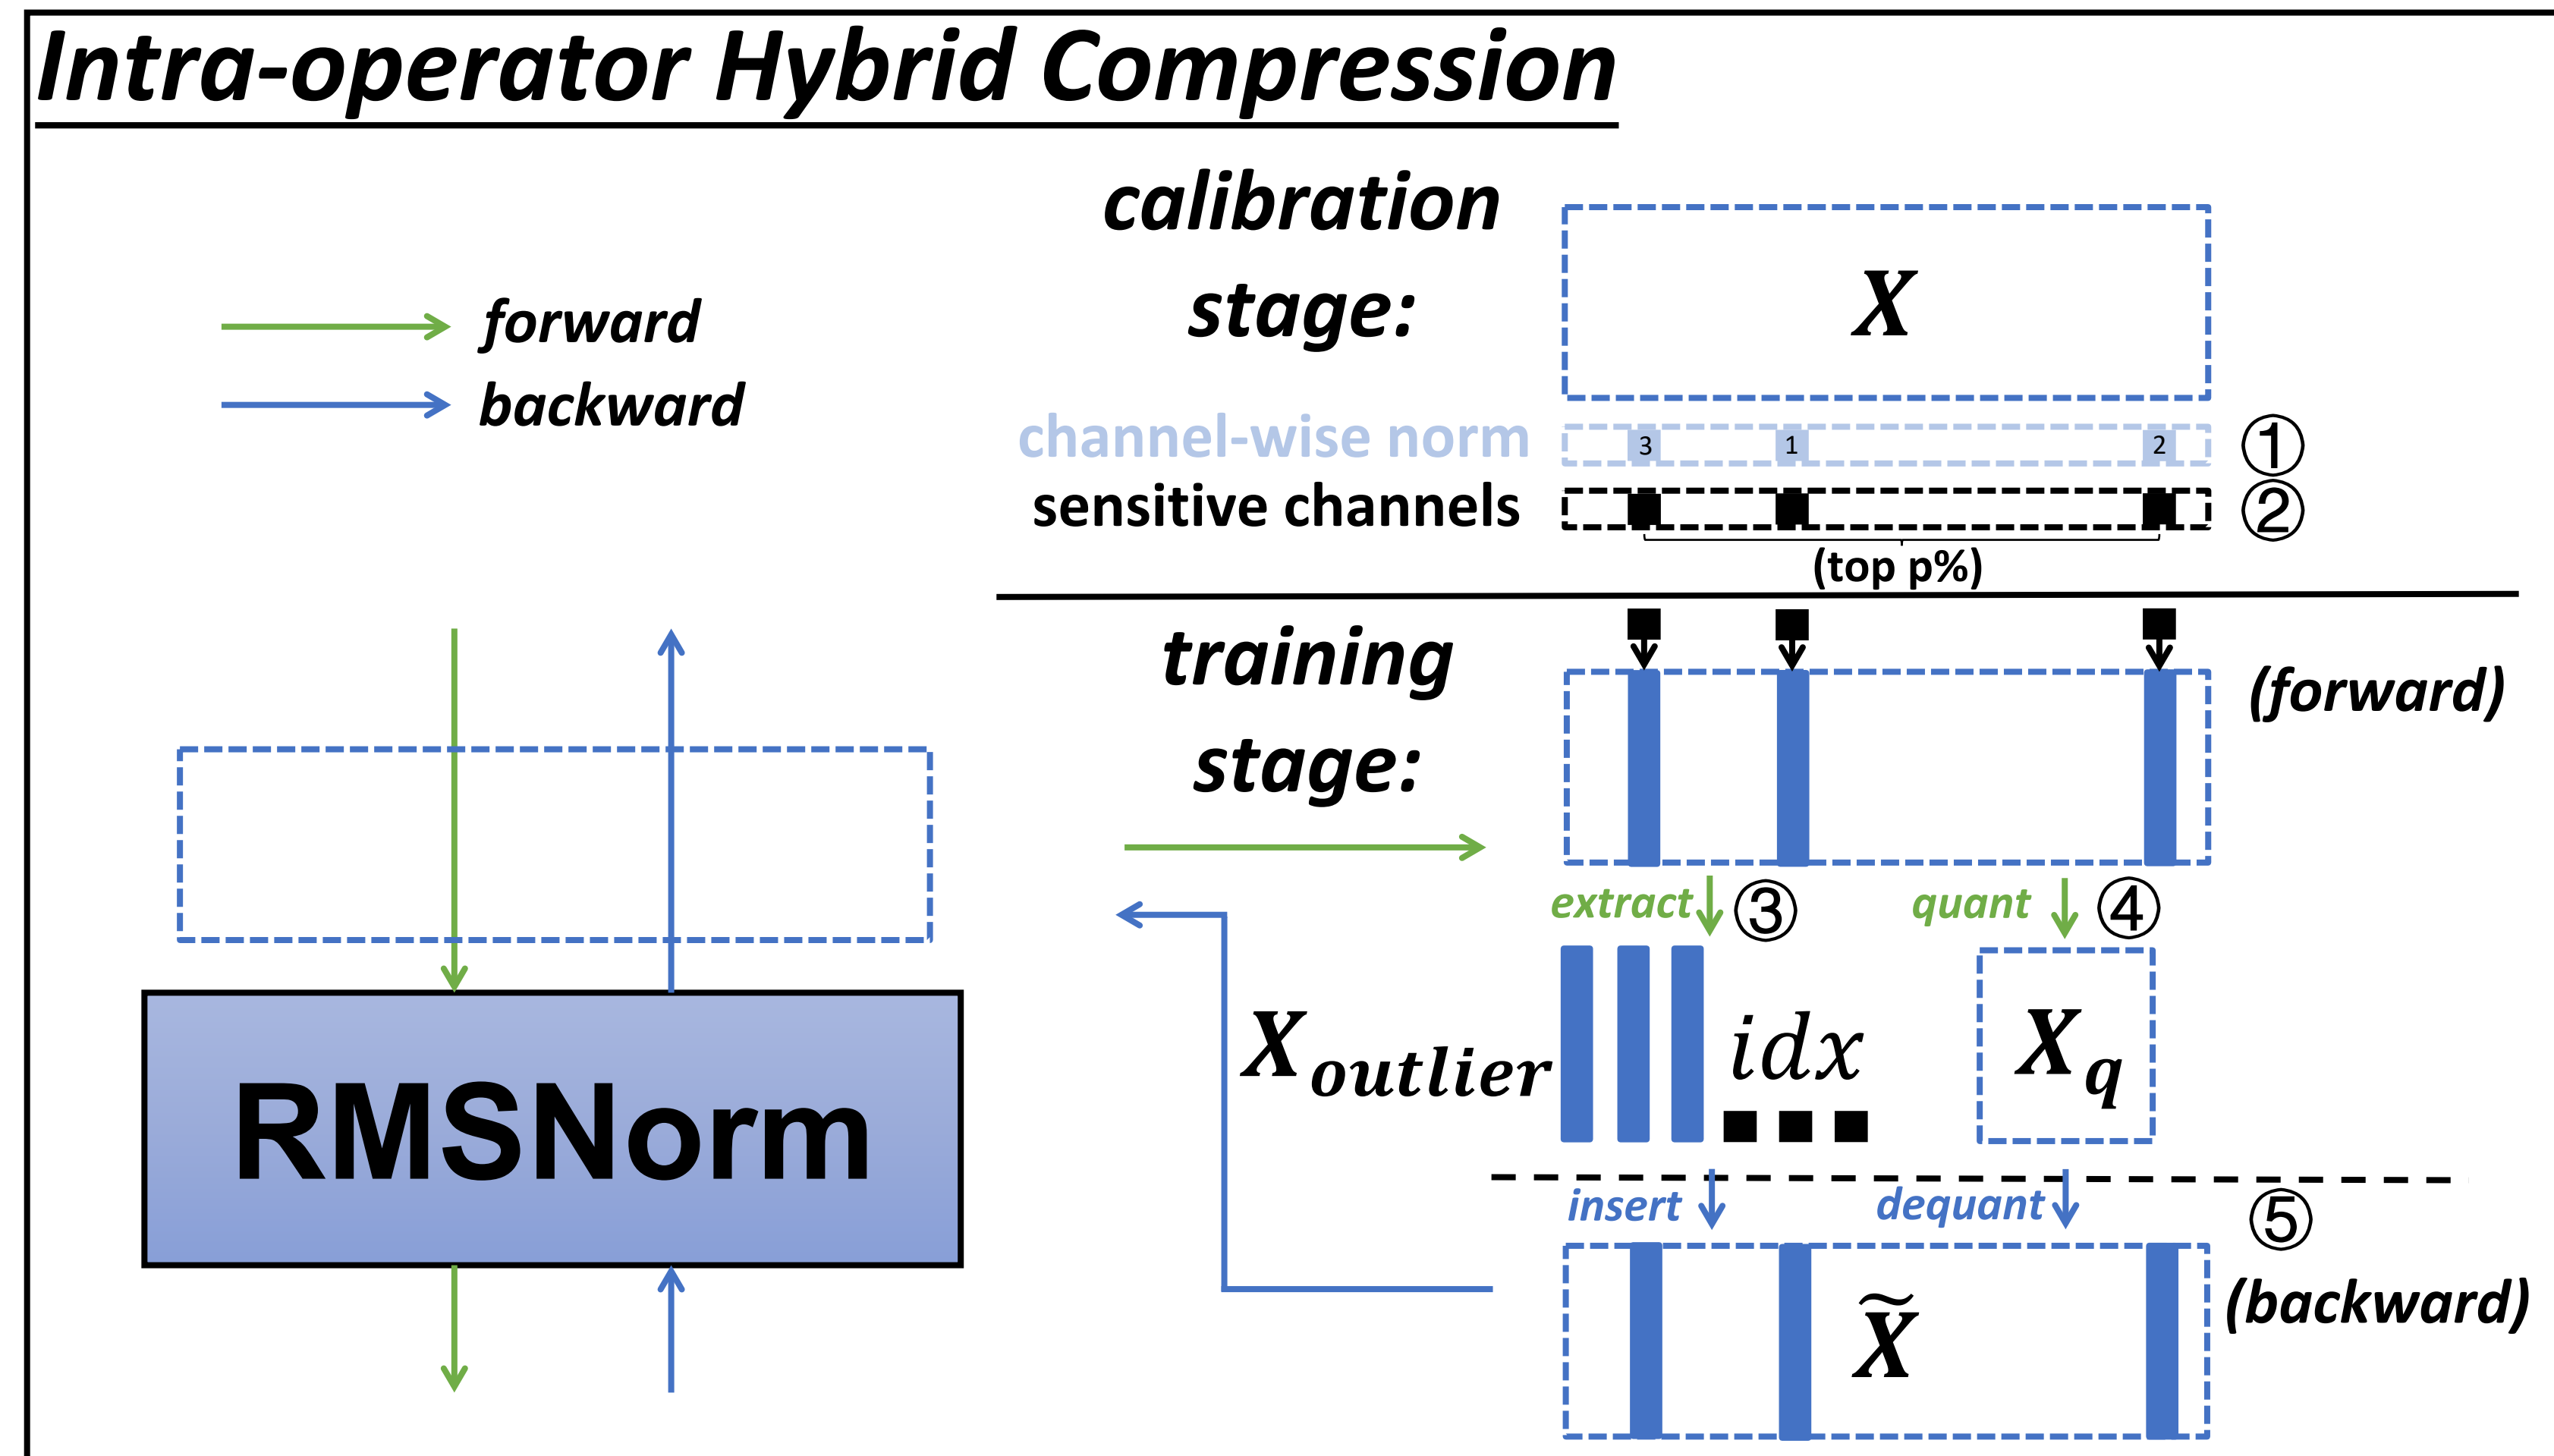 Intra-operator Hybrid Compression
forward
backward
RMSNorm
calibration
stage:
X
channel-wise norm
3 1 2
①
sensitive channels
②
(top p%)
training
stage:
(forward)
extract ③
quant ④
X_outlier
idx
X_q
insert
dequant
⑤
(backward)
X̃